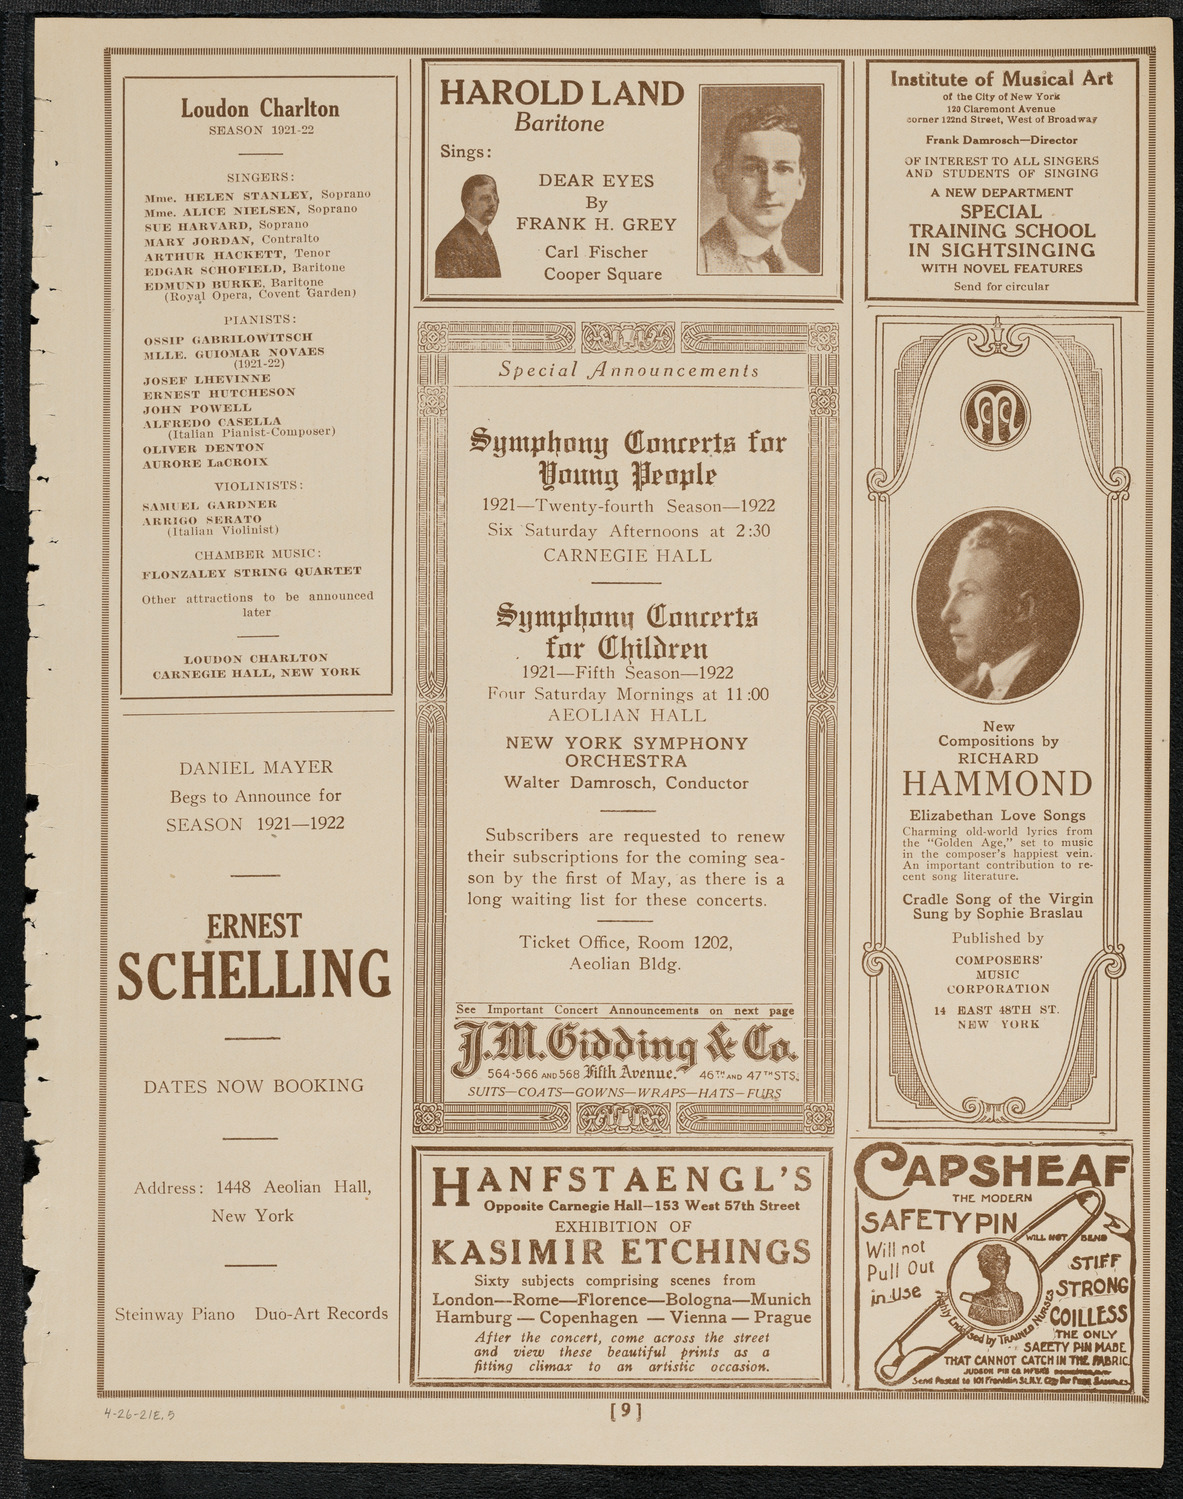 Loudon Charlton
SEASON 1921-22
SINGERS:
Mme. HELEN STANLEY, Soprano
Mme. ALICE NIELSEN, Soprano
SUE HARVARD, Soprano
MARY JORDAN, Contralto
ARTHUR HACKETT, Tenor
EDGAR SCHOFIELD, Baritone
EDMUND BURKE, Baritone
(Royal Opera, Covent Garden)
PIANISTS:
OSSIP GABRILOWITSCH
MLLE. GUIOMAR NOVAES
(1921-22)
JOSEF LHEVINNE
ERNEST HUTCHESON
JOHN POWELL
ALFREDO CASELLA
(Italian Pianist-Composer)
OLIVER DENTON
AURORE LaCROIX
VIOLINISTS:
SAMUEL GARDNER
ARRIGO SERATO
(Italian Violinist)
CHAMBER MUSIC:
FLONZALEY STRING QUARTET
Other attractions to be announced
later
LOUDON CHARLTON
CARNEGIE HALL, NEW YORK
DANIEL MAYER
Begs to Announce for
SEASON 1921—1922
ERNEST
SCHELLING
DATES NOW BOOKING
Address: 1448 Aeolian Hall,
New York
Steinway Piano Duo-Art Records
HAROLD LAND
Baritone
Sings:
DEAR EYES
By
FRANK H. GREY
Carl Fischer
Cooper Square
Special Announcements
Symphony Concerts for
Young People
1921—Twenty-fourth Season—1922
Six Saturday Afternoons at 2:30
CARNEGIE HALL
Symphony Concerts
for Children
1921—Fifth Season—1922
Four Saturday Mornings at 11:00
AEOLIAN HALL
NEW YORK SYMPHONY
ORCHESTRA
Walter Damrosch, Conductor
Subscribers are requested to renew
their subscriptions for the coming sea-
son by the first of May, as there is a
long waiting list for these concerts.
Ticket Office, Room 1202,
Aeolian Bldg.
See Important Concert Announcements on next page
J.M. Gidding & Co.
564-566 AND 568 Fifth Avenue. 46TH AND 47TH STS.
SUITS—COATS—GOWNS—WRAPS—HATS—FURS
HANFSTAENGL'S
Opposite Carnegie Hall—153 West 57th Street
EXHIBITION OF
KASIMIR ETCHINGS
Sixty subjects comprising scenes from
London—Rome—Florence—Bologna—Munich
Hamburg — Copenhagen — Vienna — Prague
After the concert, come across the street
and view these beautiful prints as a
fitting climax to an artistic occasion.
Institute of Musical Art
of the City of New York
120 Claremont Avenue
corner 122nd Street, West of Broadway
Frank Damrosch—Director
OF INTEREST TO ALL SINGERS
AND STUDENTS OF SINGING
A NEW DEPARTMENT
SPECIAL
TRAINING SCHOOL
IN SIGHTSINGING
WITH NOVEL FEATURES
Send for circular
New
Compositions by
RICHARD
HAMMOND
Elizabethan Love Songs
Charming old-world lyrics from
the "Golden Age," set to music
in the composer's happiest vein.
An important contribution to re-
cent song literature.
Cradle Song of the Virgin
Sung by Sophie Braslau
Published by
COMPOSERS'
MUSIC
CORPORATION
14 EAST 48TH ST.
NEW YORK
CAPSHEAF
THE MODERN
SAFETY PIN
WILL NOT BEND
Will not
Pull Out
in Use
Highly Endorsed by TRAINED NURSES
STIFF
STRONG
COILLESS
THE ONLY
SAFETY PIN MADE
THAT CANNOT CATCH IN THE FABRIC.
JUDSON PIN CO. MFERS
Send Postal to 101 Franklin St. N.Y. City For Free SAMPLES
[9]
4-26-21E.5